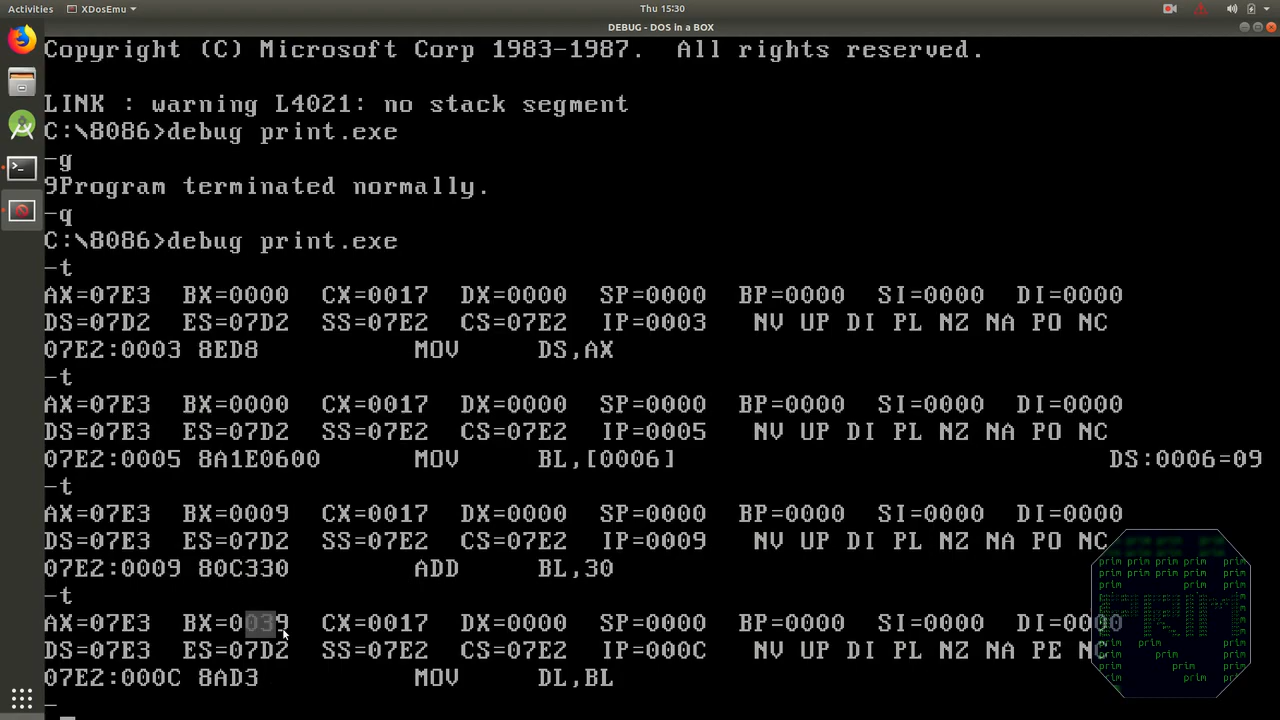 Activities XDosEmu Thu 15:30
DEBUG - DOS in a BOX
Copyright (C) Microsoft Corp 1983-1987.  All rights reserved.
LINK : warning L4021: no stack segment
C:\8086>debug print.exe
-g
9Program terminated normally.
-q
C:\8086>debug print.exe
-t
AX=07E3  BX=0000  CX=0017  DX=0000  SP=0000  BP=0000  SI=0000  DI=0000
DS=07D2  ES=07D2  SS=07E2  CS=07E2  IP=0003   NV UP DI PL NZ NA PO NC
07E2:0003 8ED8          MOV     DS,AX
-t
AX=07E3  BX=0000  CX=0017  DX=0000  SP=0000  BP=0000  SI=0000  DI=0000
DS=07E3  ES=07D2  SS=07E2  CS=07E2  IP=0005   NV UP DI PL NZ NA PO NC
07E2:0005 8A1E0600      MOV     BL,[0006]                          DS:0006=09
-t
AX=07E3  BX=0009  CX=0017  DX=0000  SP=0000  BP=0000  SI=0000  DI=0000
DS=07E3  ES=07D2  SS=07E2  CS=07E2  IP=0009   NV UP DI PL NZ NA PO NC
07E2:0009 80C330        ADD     BL,30
-t
AX=07E3  BX=0039  CX=0017  DX=0000  SP=0000  BP=0000  SI=0000  DI=0000
DS=07E3  ES=07D2  SS=07E2  CS=07E2  IP=000C   NV UP DI PL NZ NA PE NC
07E2:000C 8AD3          MOV     DL,BL
-
PRIM